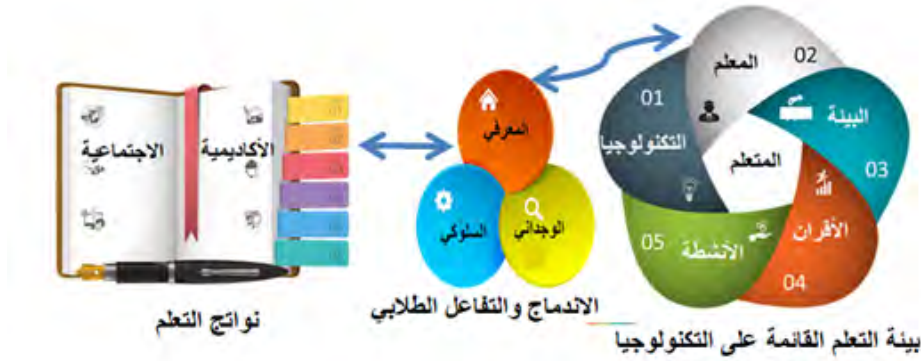 02
المعلم
01
التكنولوجيا
البيئة
03
المتعلم
الأقران
04
الأنشطة
05
بيئة التعلم القائمة على التكنولوجيا
المعرفي
السلوكي
الوجداني
الاندماج والتفاعل الطلابي
الأكاديمية
الاجتماعية
نواتج التعلم